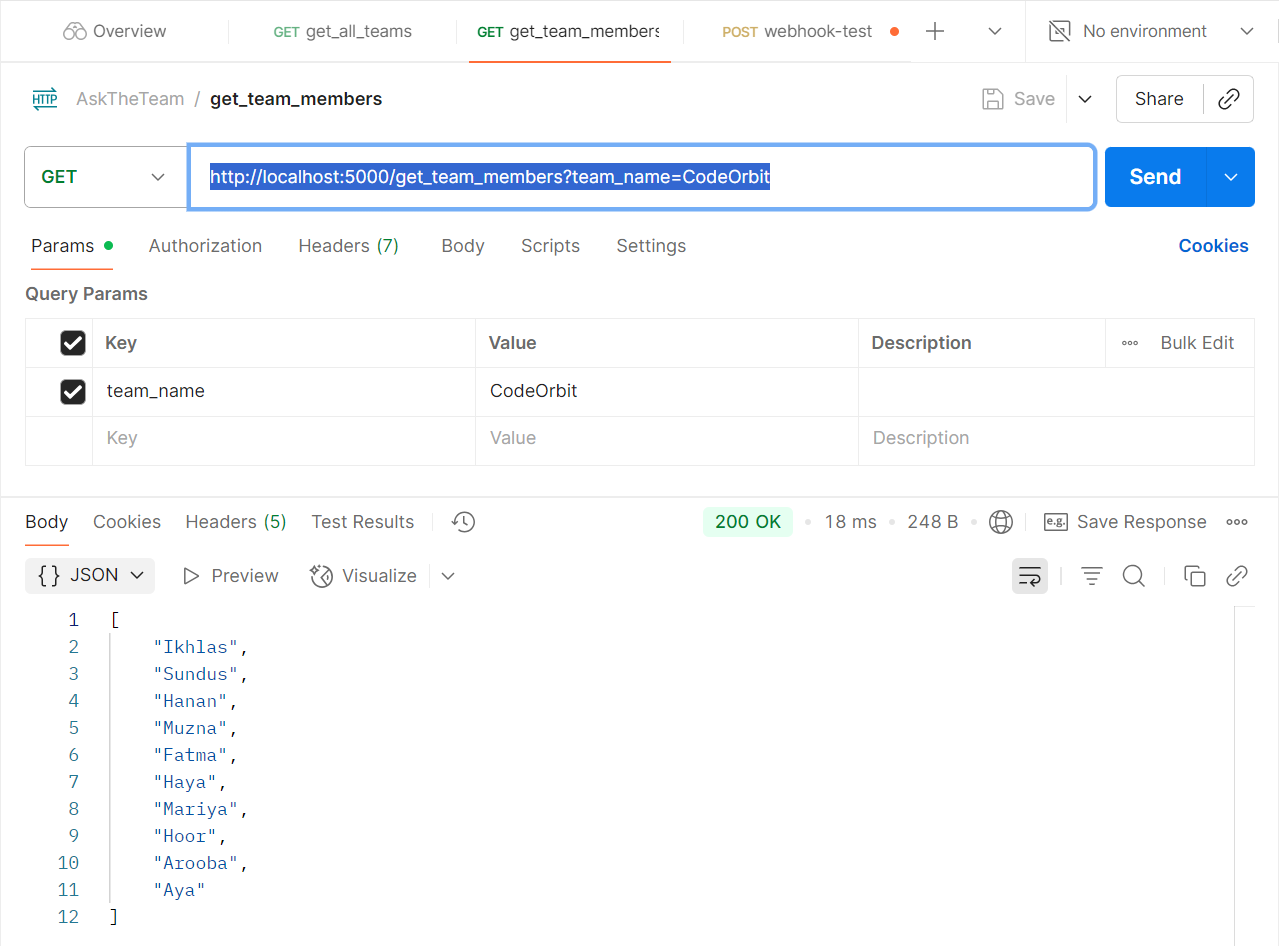 Overview GET get_all_teams GET get_team_members POST webhook-test No environment
HTTP AskTheTeam / get_team_members Save Share
GET http://localhost:5000/get_team_members?team_name=CodeOrbit Send
Params Authorization Headers (7) Body Scripts Settings Cookies
Query Params
Key Value Description Bulk Edit
team_name CodeOrbit
Key Value Description
Body Cookies Headers (5) Test Results 200 OK 18 ms 248 B e.g. Save Response
{} JSON Preview Visualize
1 [
2 "Ikhlas",
3 "Sundus",
4 "Hanan",
5 "Muzna",
6 "Fatma",
7 "Haya",
8 "Mariya",
9 "Hoor",
10 "Arooba",
11 "Aya"
12 ]